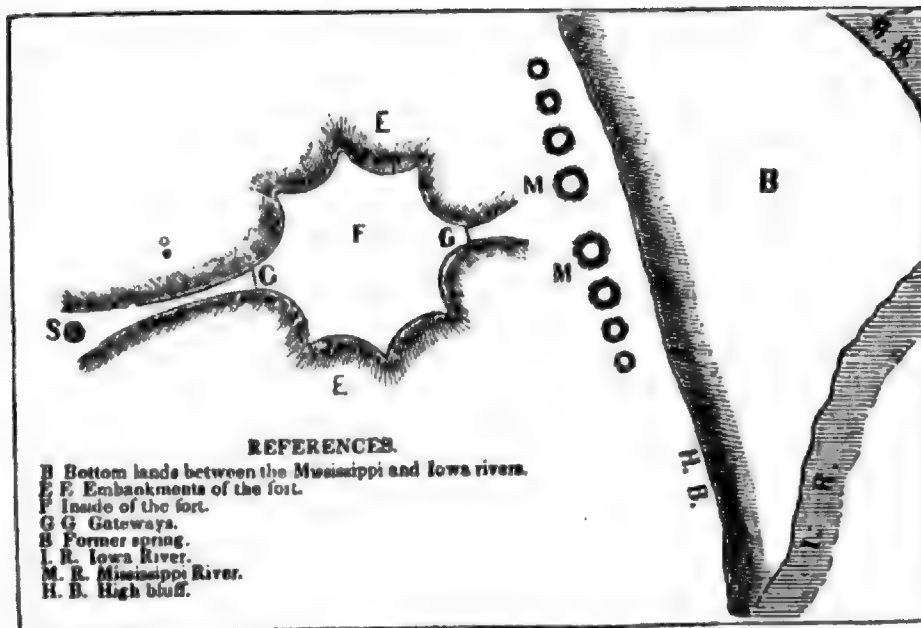 E
M
B
F
G
G
M
S
E
H. B.
I. R.
REFERENCES.
B Bottom lands between the Mississippi and Iowa rivers.
E E Embankments of the fort.
F Inside of the fort.
G G Gateways.
B Former spring.
I. R. Iowa River.
M. R. Mississippi River.
H. B. High bluff.